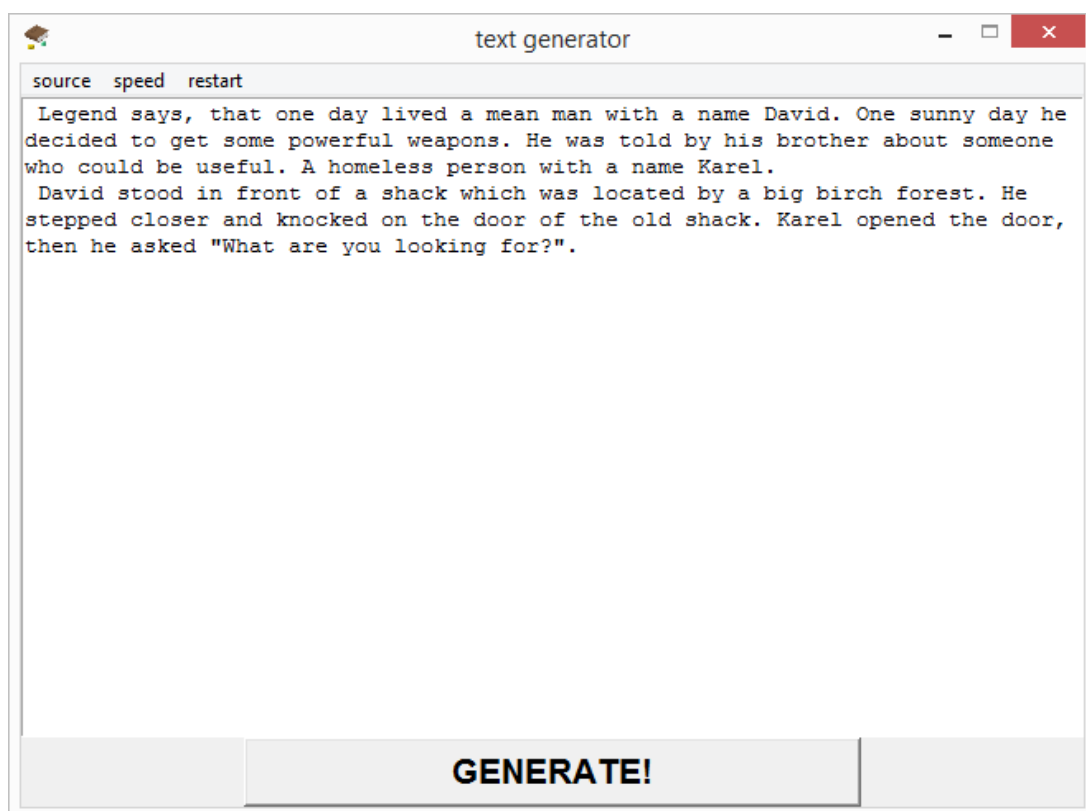 text generator
source speed restart
Legend says, that one day lived a mean man with a name David. One sunny day he
decided to get some powerful weapons. He was told by his brother about someone
who could be useful. A homeless person with a name Karel.
David stood in front of a shack which was located by a big birch forest. He
stepped closer and knocked on the door of the old shack. Karel opened the door,
then he asked "What are you looking for?".
GENERATE!